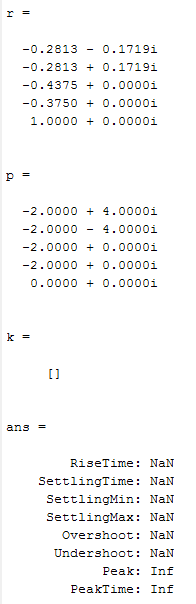 r =
-0.2813 - 0.1719i
-0.2813 + 0.1719i
-0.4375 + 0.0000i
-0.3750 + 0.0000i
1.0000 + 0.0000i
p =
-2.0000 + 4.0000i
-2.0000 - 4.0000i
-2.0000 + 0.0000i
-2.0000 + 0.0000i
0.0000 + 0.0000i
k =
[]
ans =
RiseTime: NaN
SettlingTime: NaN
SettlingMin: NaN
SettlingMax: NaN
Overshoot: NaN
Undershoot: NaN
Peak: Inf
PeakTime: Inf